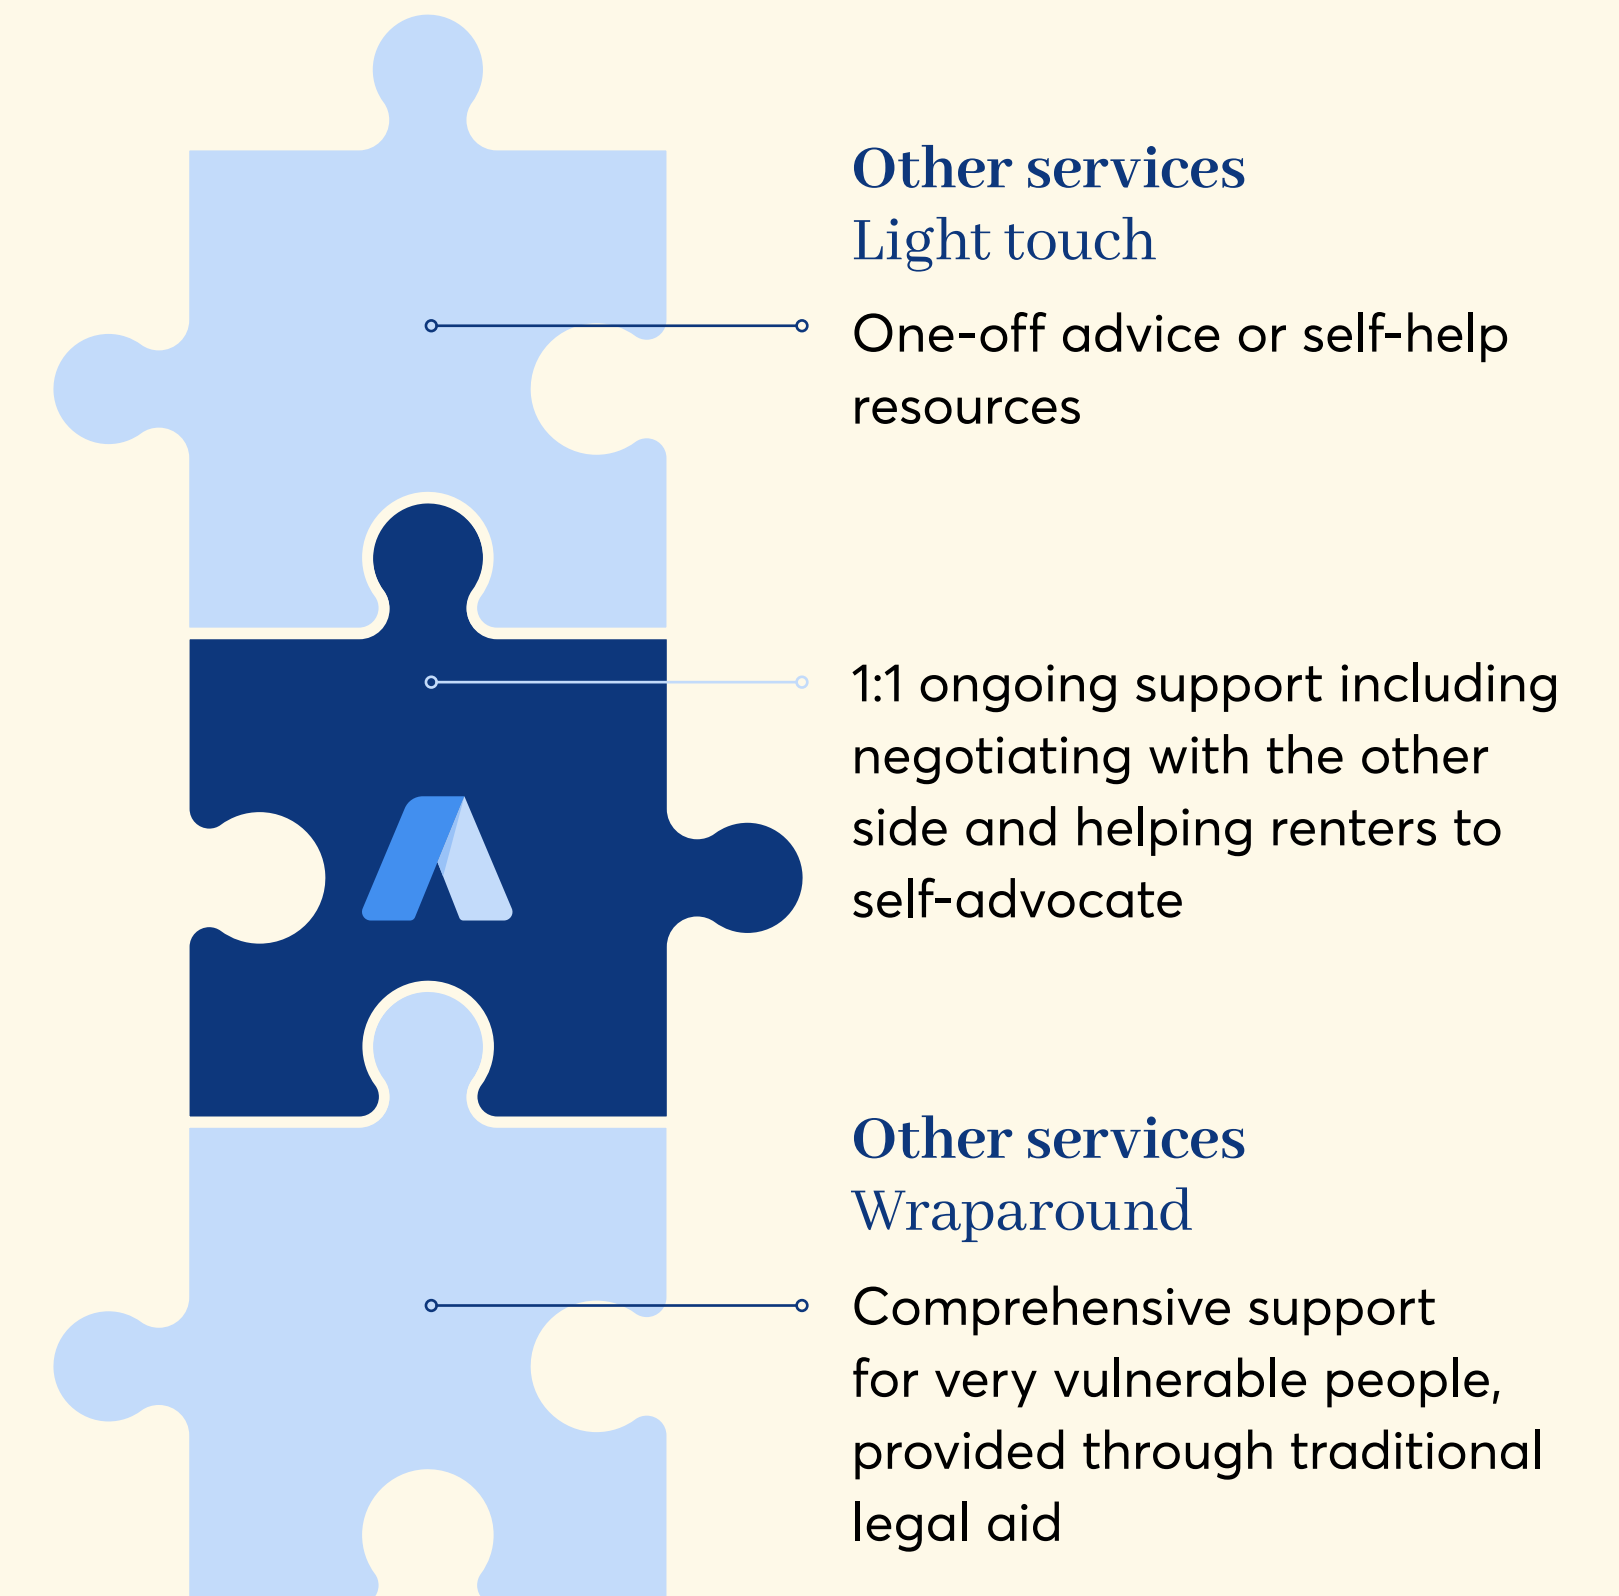 Other services
Light touch
One-off advice or self-help
resources
1:1 ongoing support including
negotiating with the other
side and helping renters to
self-advocate
Other services
Wraparound
Comprehensive support
for very vulnerable people,
provided through traditional
legal aid